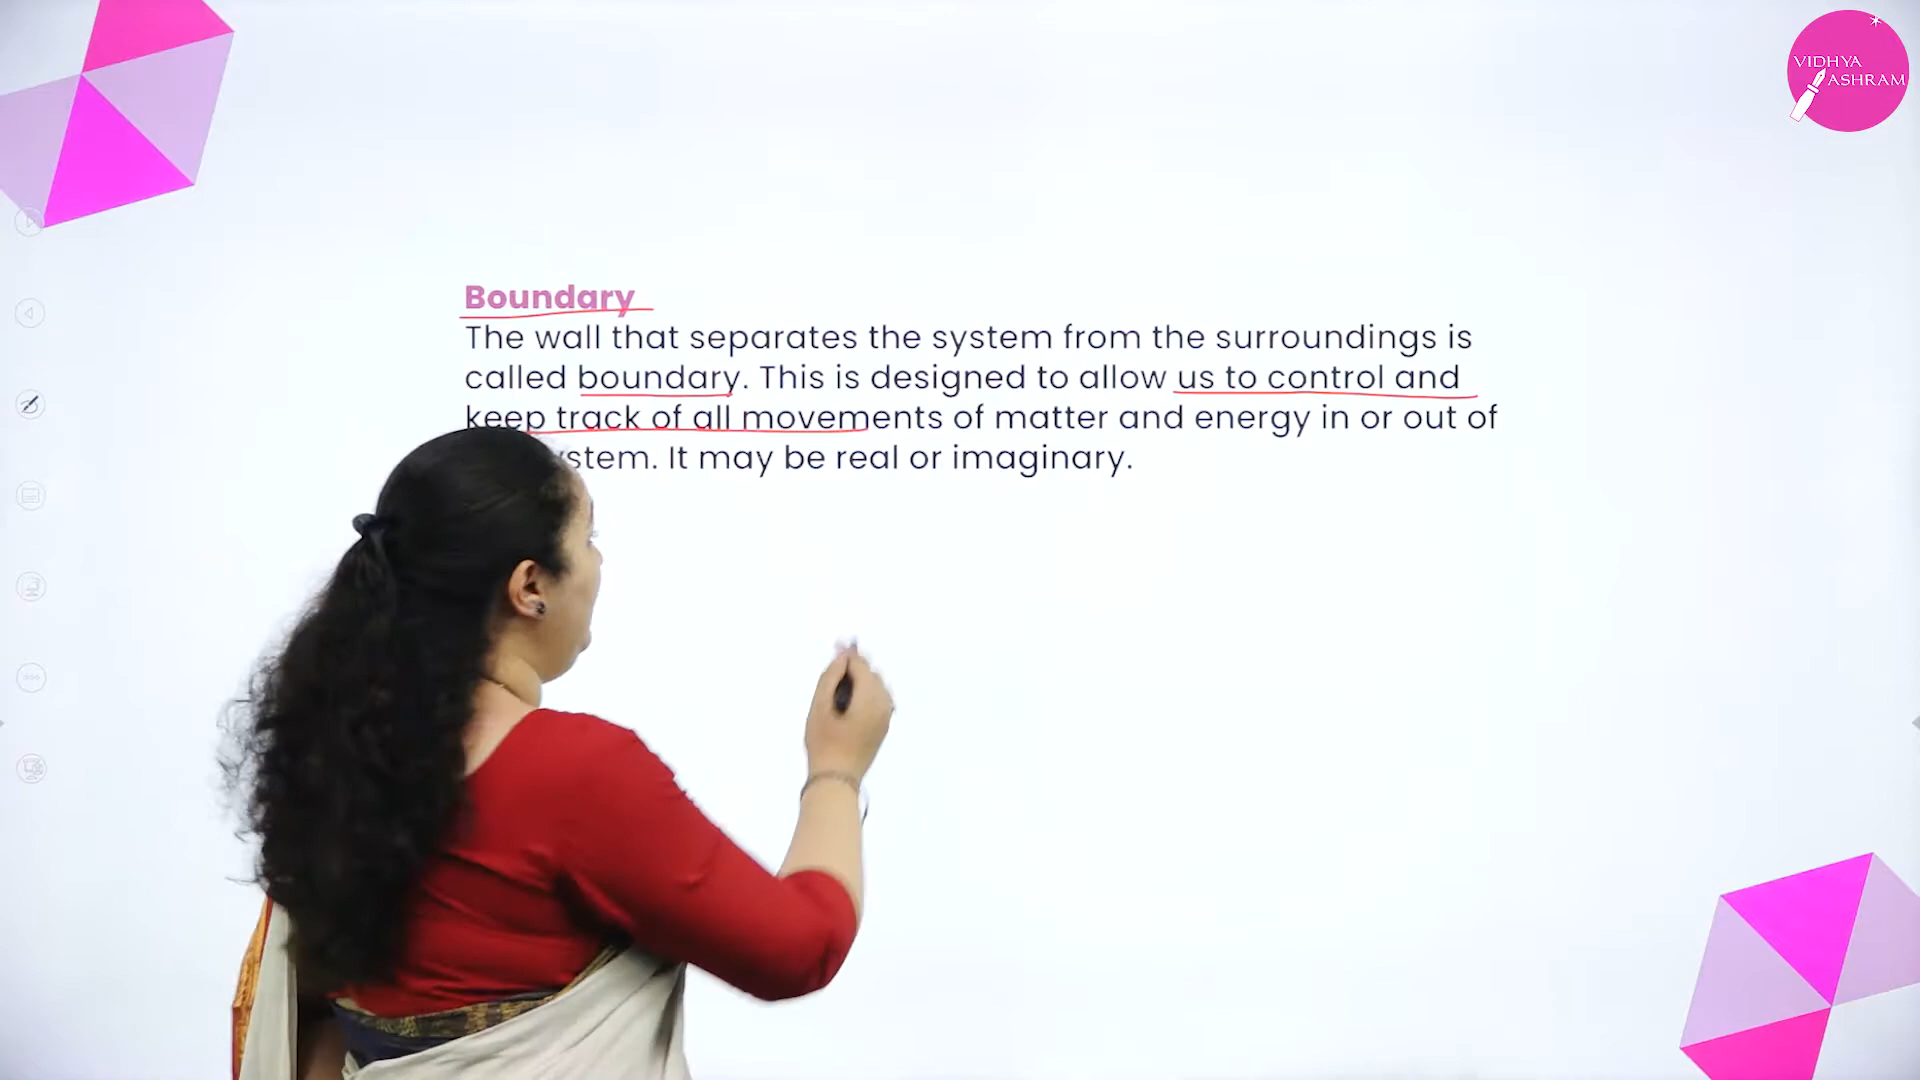 VIDHYA
ASHRAM
Boundary
The wall that separates the system from the surroundings is
called boundary. This is designed to allow us to control and
keep track of all movements of matter and energy in or out of
It may be real or imaginary.